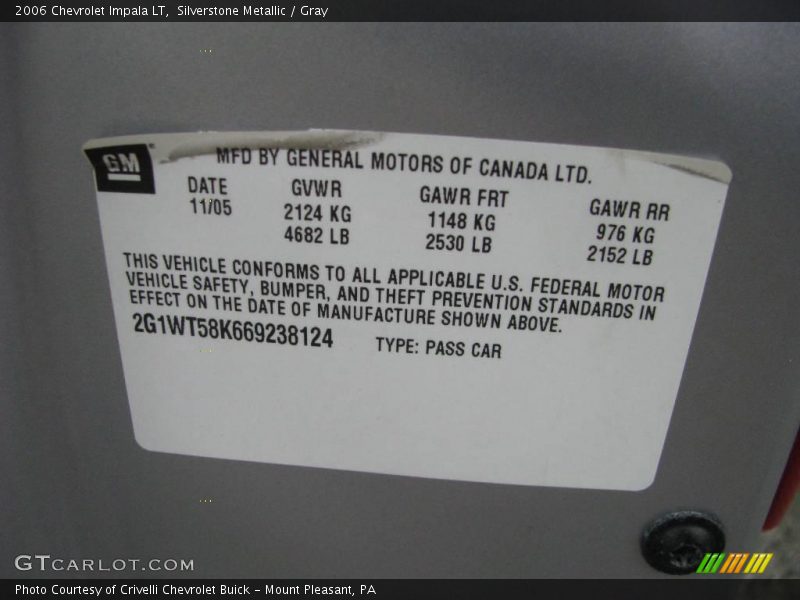 2006 Chevrolet Impala LT,  Silverstone Metallic / Gray
GM
MFD BY GENERAL MOTORS OF CANADA LTD.
DATE GVWR GAWR FRT GAWR RR
11/05 2124 KG 1148 KG 976 KG
4682 LB 2530 LB 2152 LB
THIS VEHICLE CONFORMS TO ALL APPLICABLE U.S. FEDERAL MOTOR
VEHICLE SAFETY, BUMPER, AND THEFT PREVENTION STANDARDS IN
EFFECT ON THE DATE OF MANUFACTURE SHOWN ABOVE.
2G1WT58K669238124 TYPE: PASS CAR
GTCARLOT.COM
Photo Courtesy of Crivelli Chevrolet Buick – Mount Pleasant, PA